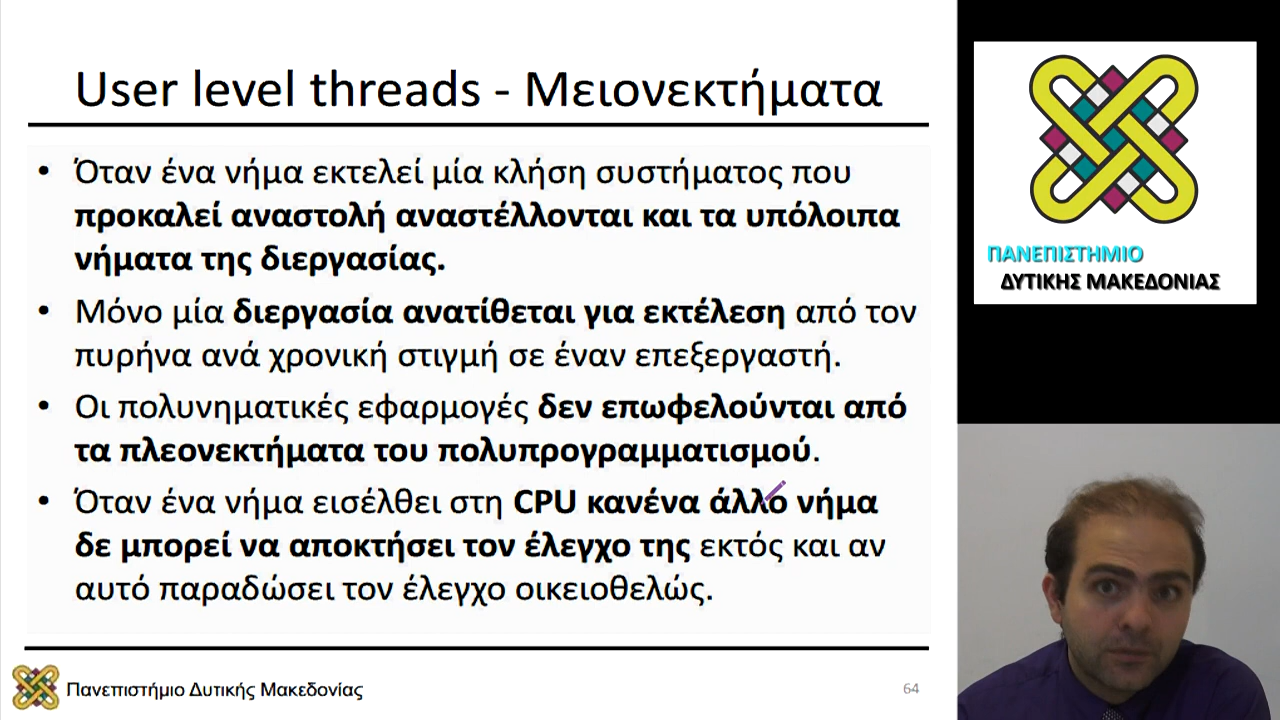 User level threads - Μειονεκτήματα
• Όταν ένα νήμα εκτελεί μία κλήση συστήματος που
προκαλεί αναστολή αναστέλλονται και τα υπόλοιπα
νήματα της διεργασίας.
• Μόνο μία διεργασία ανατίθεται για εκτέλεση από τον
πυρήνα ανά χρονική στιγμή σε έναν επεξεργαστή.
• Οι πολυνηματικές εφαρμογές δεν επωφελούνται από
τα πλεονεκτήματα του πολυπρογραμματισμού.
• Όταν ένα νήμα εισέλθει στη CPU κανένα άλλο νήμα
δε μπορεί να αποκτήσει τον έλεγχο της εκτός και αν
αυτό παραδώσει τον έλεγχο οικειοθελώς.
Πανεπιστήμιο Δυτικής Μακεδονίας
64
ΠΑΝΕΠΙΣΤΗΜΙΟ
ΔΥΤΙΚΗΣ ΜΑΚΕΔΟΝΙΑΣ